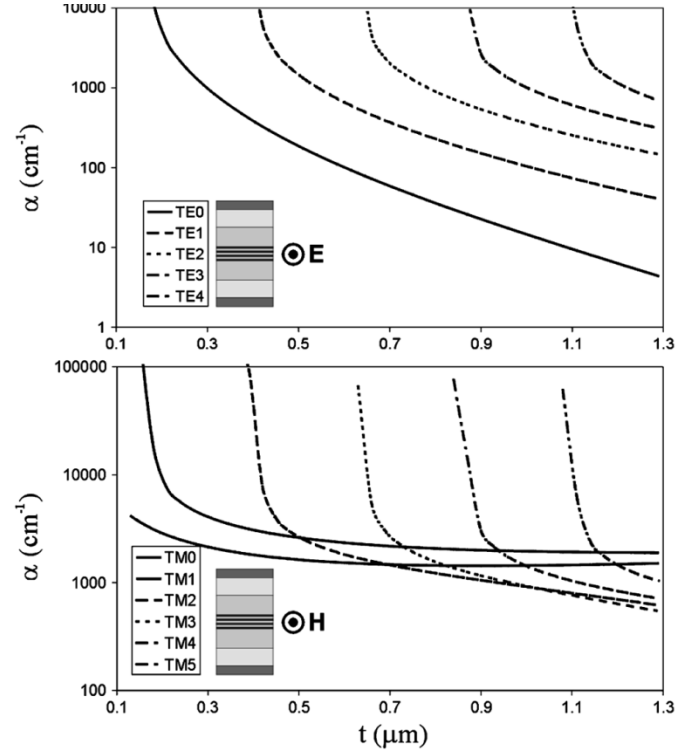 10000
1000
100
10
1
α (cm⁻¹)
TE0
TE1
TE2
TE3
TE4
E
0.1 0.3 0.5 0.7 0.9 1.1 1.3
100000
10000
1000
100
α (cm⁻¹)
TM0
TM1
TM2
TM3
TM4
TM5
H
0.1 0.3 0.5 0.7 0.9 1.1 1.3
t (μm)